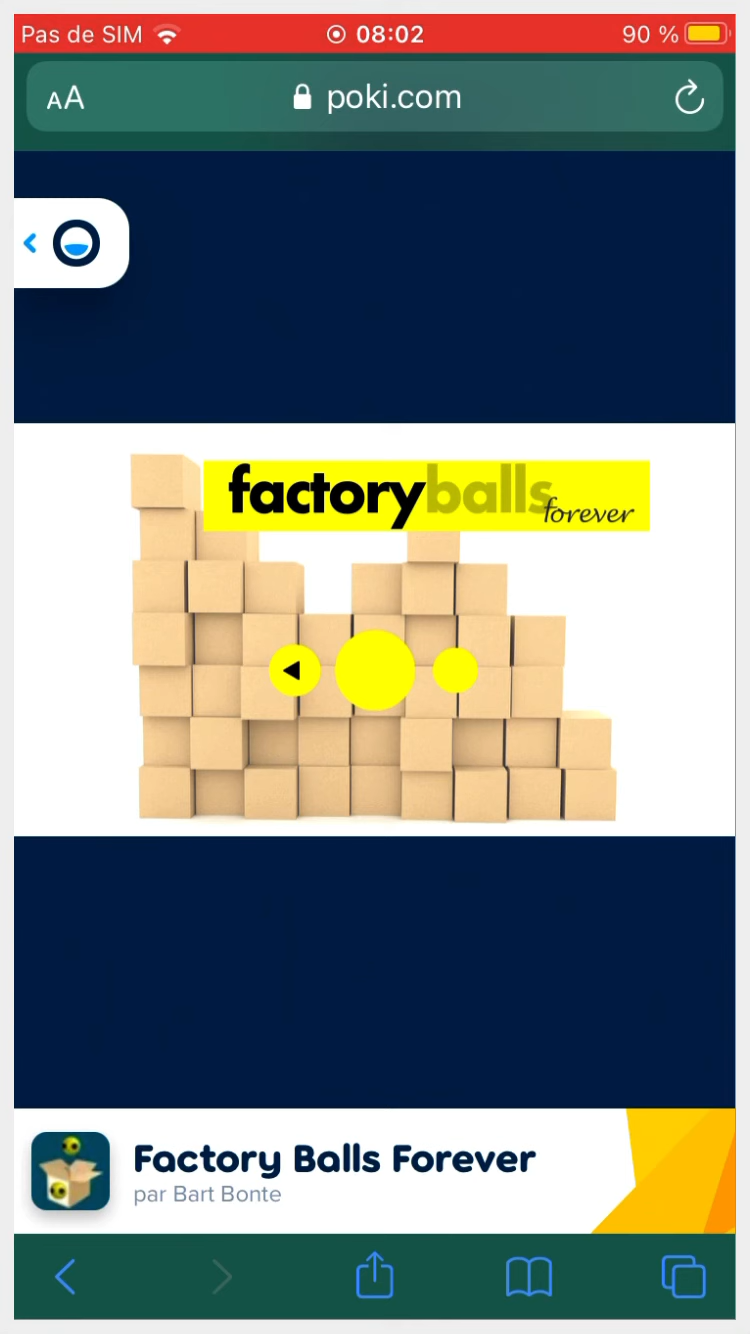 Pas de SIM 08:02 90 %
AA poki.com
factoryballs forever
Factory Balls Forever
par Bart Bonte